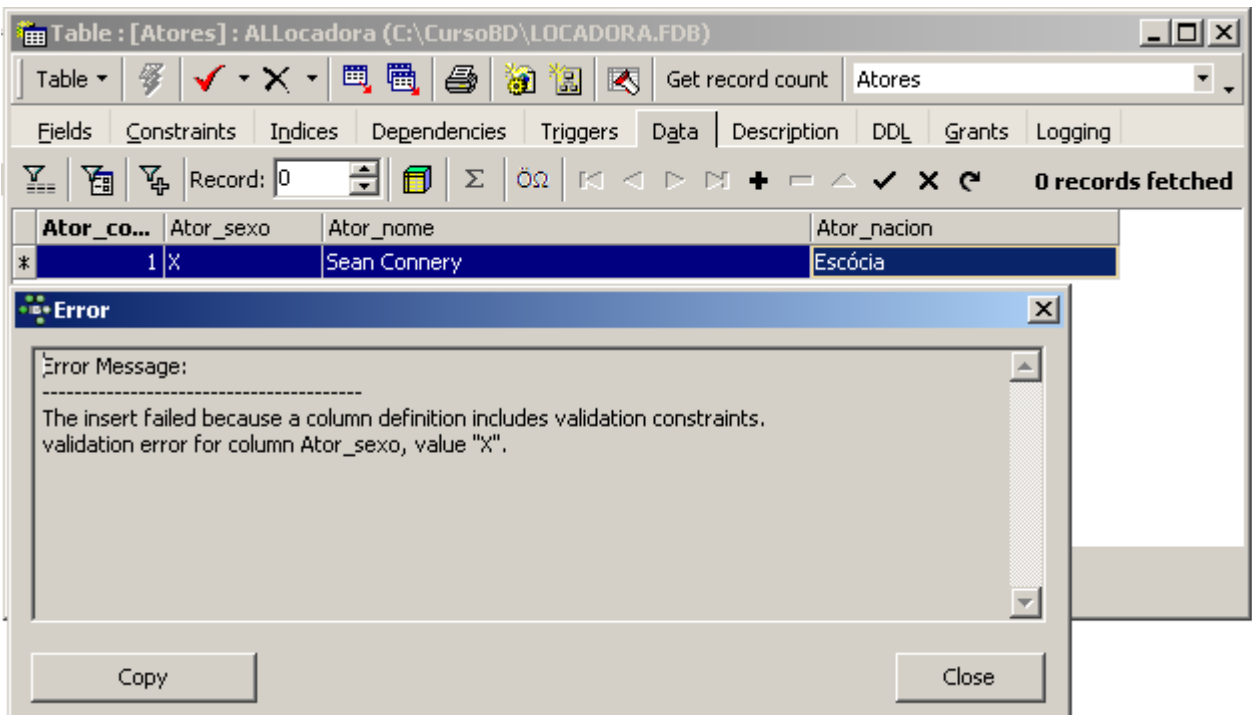 Table : [Atores] : ALLocadora (C:\CursoBD\LOCADORA.FDB)
Table Get record count Atores
Fields Constraints Indices Dependencies Triggers Data Description DDL Grants Logging
Record: 0 Σ ÖΩ 0 records fetched
Ator_co... Ator_sexo Ator_nome Ator_nacion
* 1 X Sean Connery Escócia
Error
Error Message:
----------------------------------------
The insert failed because a column definition includes validation constraints.
validation error for column Ator_sexo, value "X".
Copy Close